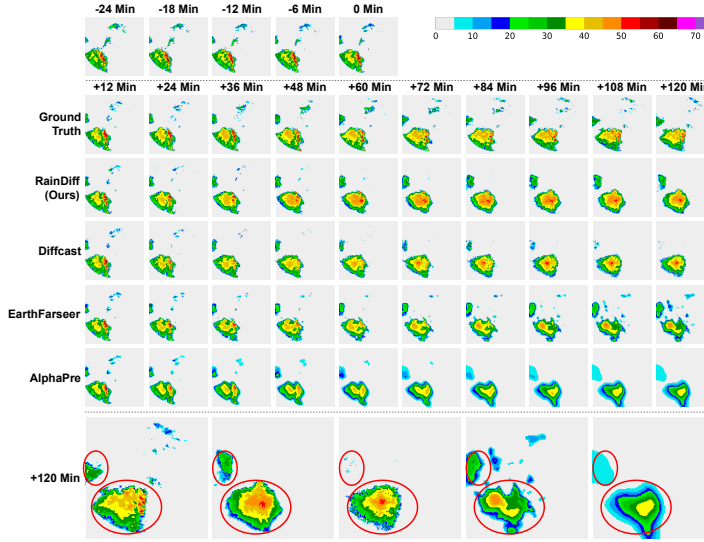 -24 Min -18 Min -12 Min -6 Min 0 Min
0 10 20 30 40 50 60 70
+12 Min +24 Min +36 Min +48 Min +60 Min +72 Min +84 Min +96 Min +108 Min +120 Min
Ground
Truth
RainDiff
(Ours)
Diffcast
EarthFarseer
AlphaPre
+120 Min